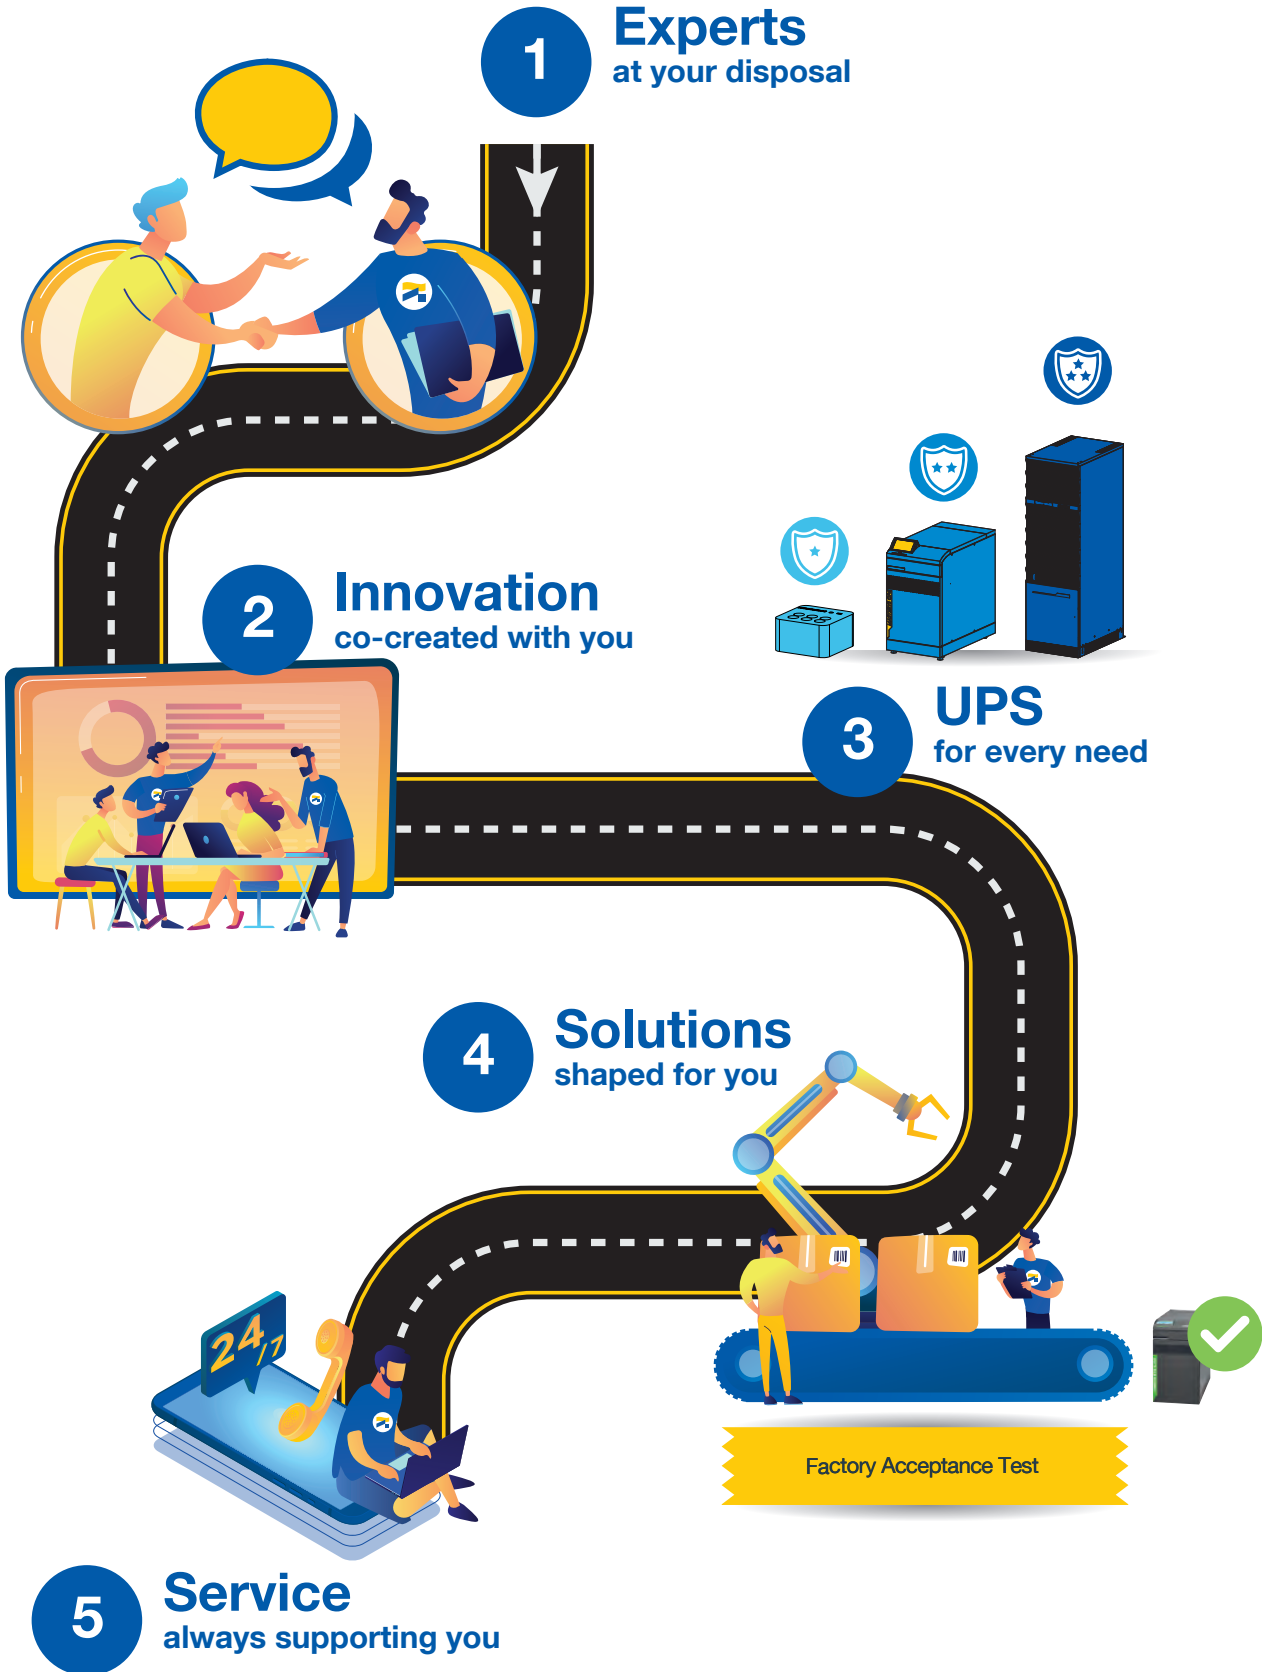 1
Experts
at your disposal
2
Innovation
co-created with you
3
UPS
for every need
4
Solutions
shaped for you
24/7
Factory Acceptance Test
5
Service
always supporting you